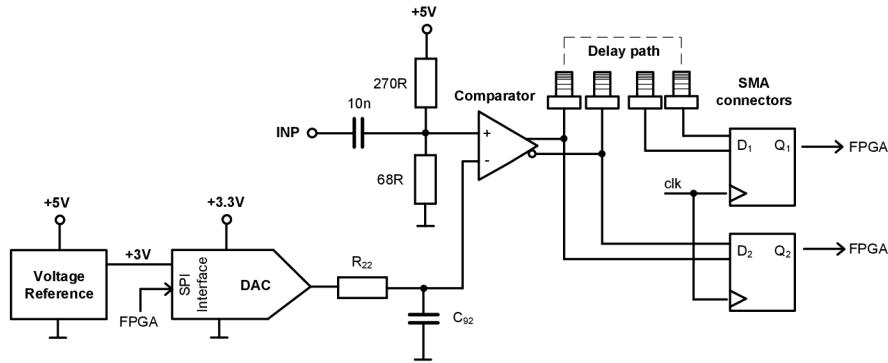 +5V
Delay path
270R
10n
Comparator
SMA
connectors
INP
+
-
68R
D1
Q1
FPGA
clk
+5V
+3.3V
+3V
Voltage
Reference
SPI
Interface
DAC
R22
FPGA
C92
D2
Q2
FPGA